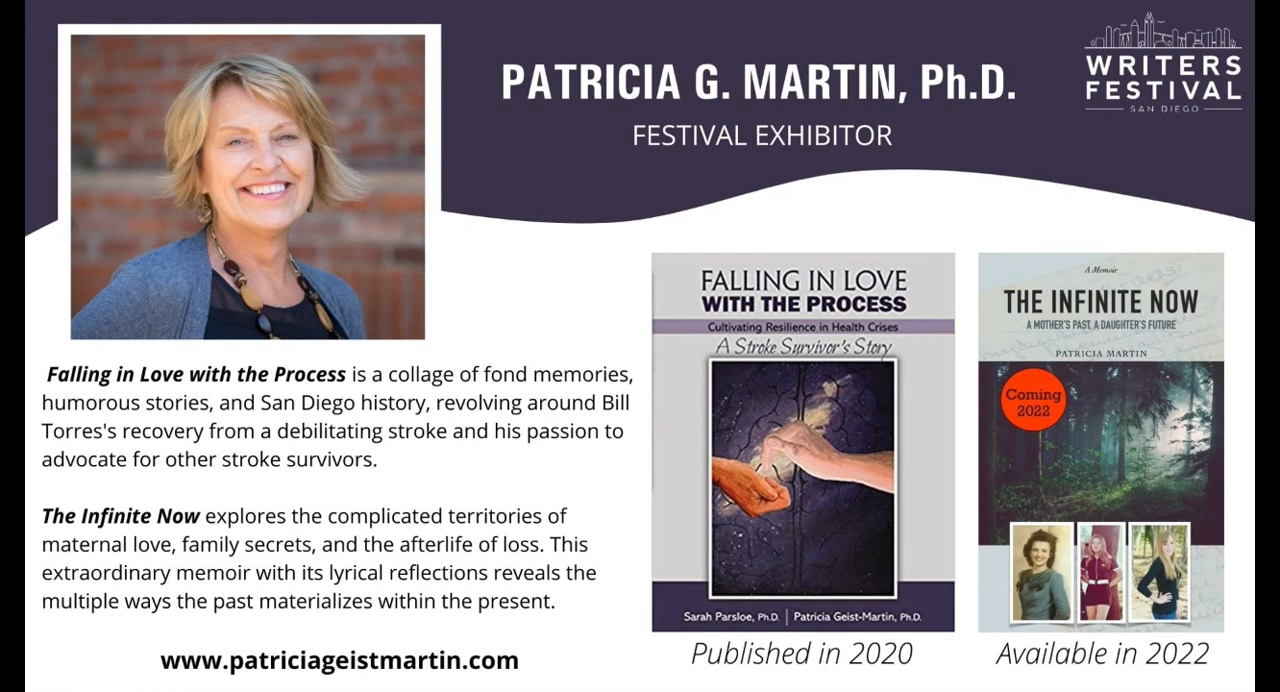 PATRICIA G. MARTIN, Ph.D.
FESTIVAL EXHIBITOR
WRITERS
FESTIVAL
SAN DIEGO
Falling in Love with the Process is a collage of fond memories,
humorous stories, and San Diego history, revolving around Bill
Torres's recovery from a debilitating stroke and his passion to
advocate for other stroke survivors.
The Infinite Now explores the complicated territories of
maternal love, family secrets, and the afterlife of loss. This
extraordinary memoir with its lyrical reflections reveals the
multiple ways the past materializes within the present.
www.patriciageistmartin.com
FALLING IN LOVE
WITH THE PROCESS
Cultivating Resilience in Health Crises
A Stroke Survivor's Story
Sarah Parsloe, Ph.D. | Patricia Geist-Martin, Ph.D.
Published in 2020
A Memoir
THE INFINITE NOW
A MOTHER'S PAST, A DAUGHTER'S FUTURE
PATRICIA MARTIN
Coming
2022
Available in 2022